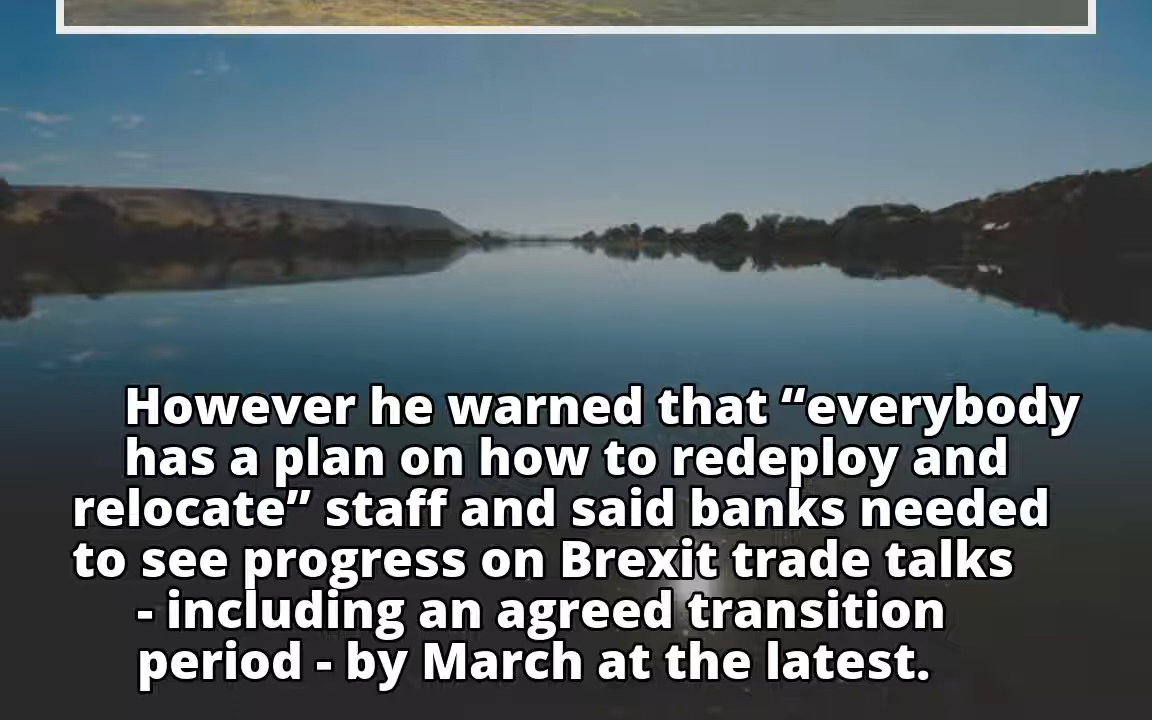 However he warned that “everybody
has a plan on how to redeploy and
relocate” staff and said banks needed
to see progress on Brexit trade talks
- including an agreed transition
period - by March at the latest.